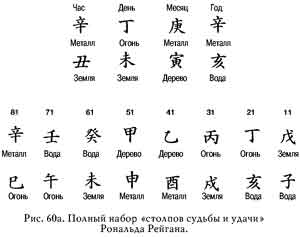 Час День Месяц Год
辛 丁 庚 辛
Металл Огонь Металл Металл
丑 未 寅 亥
Земля Земля Дерево Вода
81 71 61 51 41 31 21 11
辛 壬 癸 甲 乙 丙 丁 戊
Металл Вода Вода Дерево Дерево Огонь Огонь Земля
巳 午 未 申 酉 戌 亥 子
Огонь Огонь Земля Металл Металл Земля Вода Вода
Рис. 60а. Полный набор «столпов судьбы и удачи»
Рональда Рейгана.